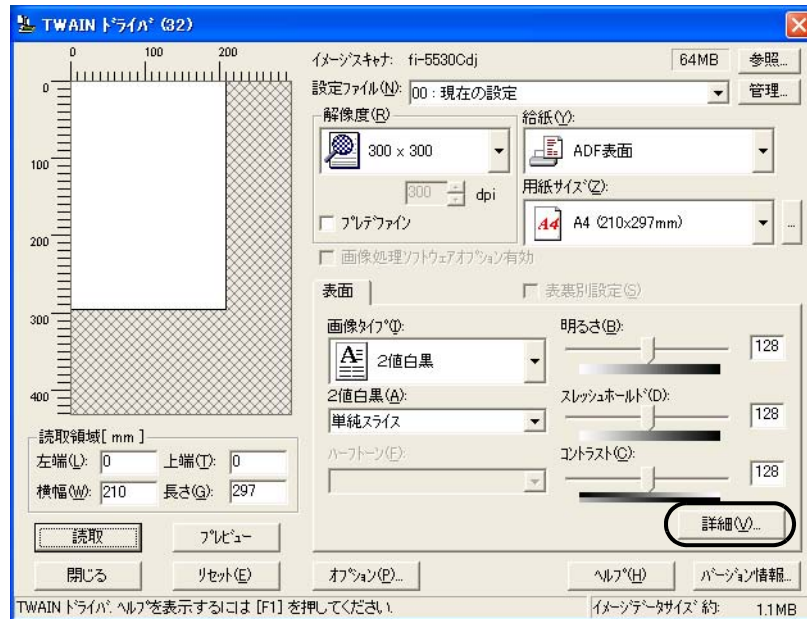 TWAIN ドライバ (32)
0 100 200
0
100
200
300
400
イメージスキャナ: fi-5530Cdj
64MB
参照...
設定ファイル(N):
00 : 現在の設定
管理...
解像度(R)
300 x 300
300 dpi
プレデファイン
給紙(Y):
ADF表面
用紙サイズ(Z):
A4
A4 (210x297mm)
...
画像処理ソフトウェアオプション有効
表面
表裏別設定(S)
画像タイプ(I):
2値白黒
2値白黒(A):
単純スライス
ハーフトーン(F):
明るさ(B):
128
スレッシュホールド(D):
128
コントラスト(C):
128
詳細(V)...
読取領域[ mm ]
左端(L): 0 上端(T): 0
横幅(W): 210 長さ(G): 297
読取 プレビュー
閉じる リセット(E) オプション(P)... ヘルプ(H) バージョン情報...
TWAIN ドライバ. ヘルプを表示するには [F1] を押してください.
イメージデータサイズ 約: 1.1MB